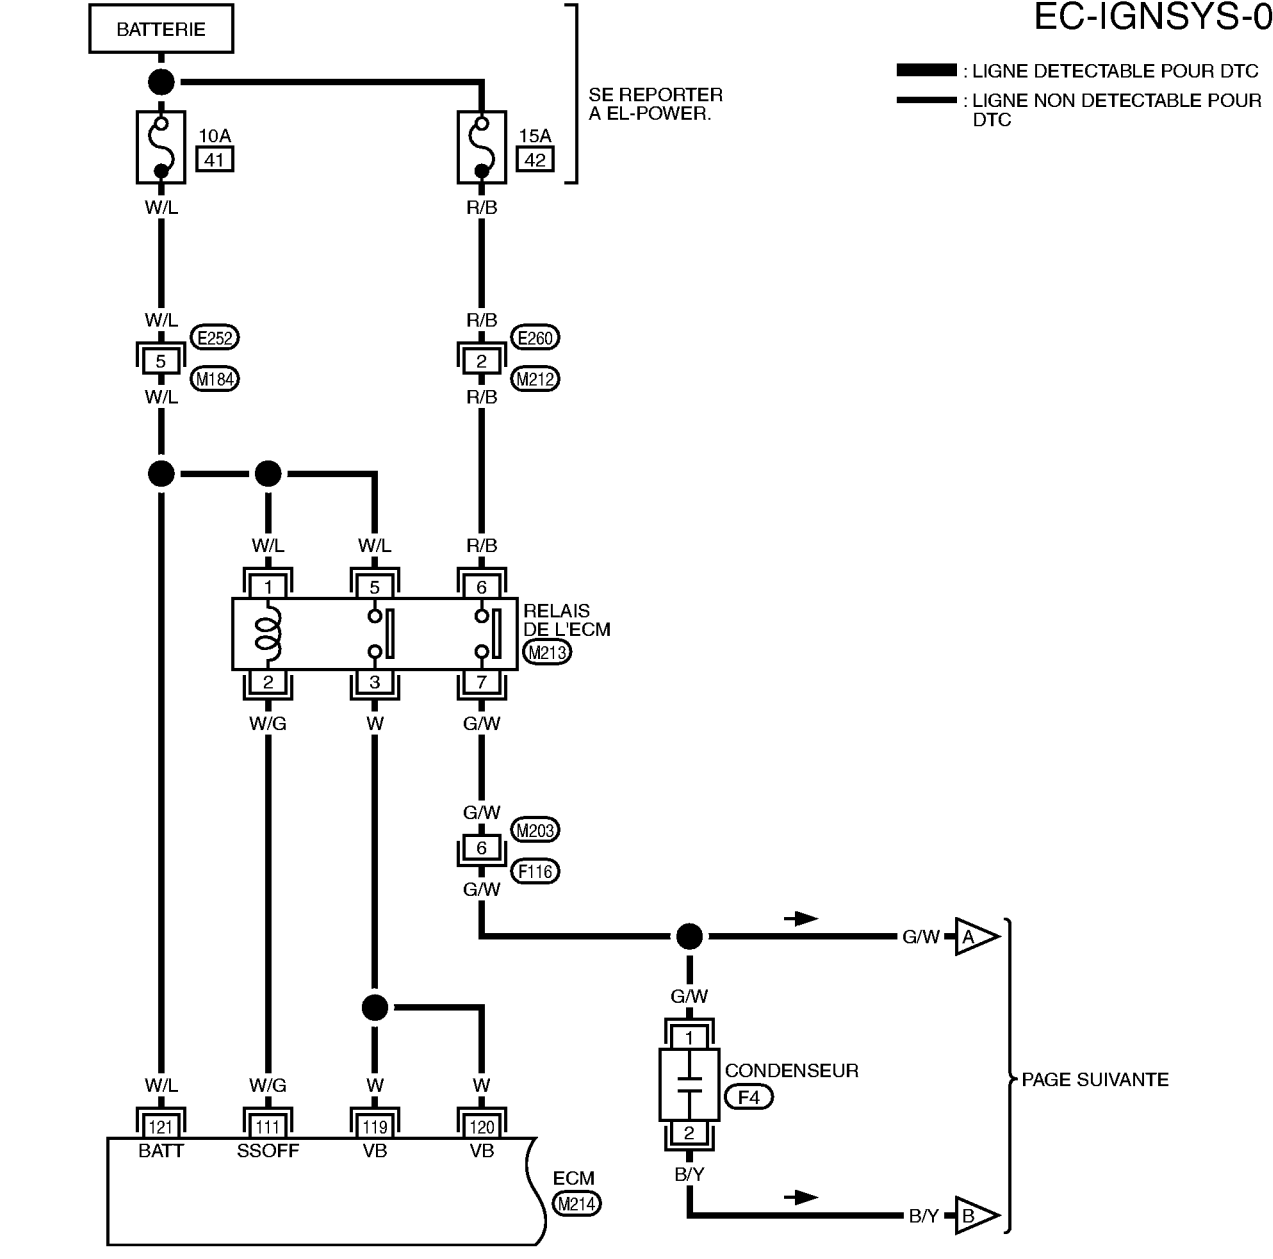 EC-IGNSYS-0
BATTERIE
: LIGNE DETECTABLE POUR DTC
: LIGNE NON DETECTABLE POUR
DTC
SE REPORTER
A EL-POWER.
10A
41
15A
42
W/L
R/B
W/L
R/B
E252
E260
5
2
M184
M212
W/L
R/B
W/L
W/L
R/B
1
5
6
RELAIS
DE L'ECM
M213
2
3
7
W/G
W
G/W
G/W
M203
6
F116
G/W
G/W
A
G/W
1
CONDENSEUR
F4
2
B/Y
B/Y
B
PAGE SUIVANTE
W/L
W/G
W
W
121
111
119
120
BATT
SSOFF
VB
VB
ECM
M214